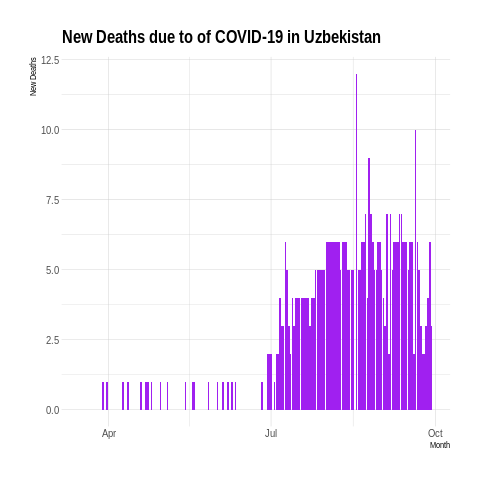 New Deaths due to of COVID-19 in Uzbekistan
New Deaths
12.5
10.0
7.5
5.0
2.5
0.0
Apr
Jul
Oct
Month